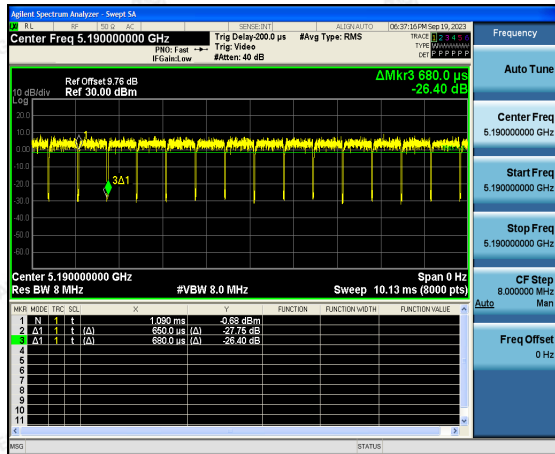 Agilent Spectrum Analyzer - Swept SA
RL RF 50 Ω AC SENSE:INT ALIGN AUTO 06:37:16 PM Sep 19, 2023
Center Freq 5.190000000 GHz
PNO: Fast
IFGain:Low
Trig Delay-200.0 µs
Trig: Video
#Atten: 40 dB
#Avg Type: RMS
TRACE 1 2 3 4 5 6
TYPE WWWWWW
DET P P P P P P
Ref Offset 9.76 dB
10 dB/div Ref 30.00 dBm
Log
ΔMkr3 680.0 µs
-26.40 dB
20.0
10.0
0.00
-10.0
-20.0
-30.0
-40.0
-50.0
-60.0
1
3Δ1
Center 5.190000000 GHz Span 0 Hz
Res BW 8 MHz #VBW 8.0 MHz Sweep 10.13 ms (8000 pts)
MKR MODE TRC SCL X Y FUNCTION FUNCTION WIDTH FUNCTION VALUE
1 N 1 t 1.090 ms -0.68 dBm
2 Δ1 1 t (Δ) 650.0 µs (Δ) -27.75 dB
3 Δ1 1 t (Δ) 680.0 µs (Δ) -26.40 dB
4
5
6
7
8
9
10
11
MSG STATUS
Frequency
Auto Tune
Center Freq
5.190000000 GHz
Start Freq
5.190000000 GHz
Stop Freq
5.190000000 GHz
CF Step
8.000000 MHz
Auto Man
Freq Offset
0 Hz